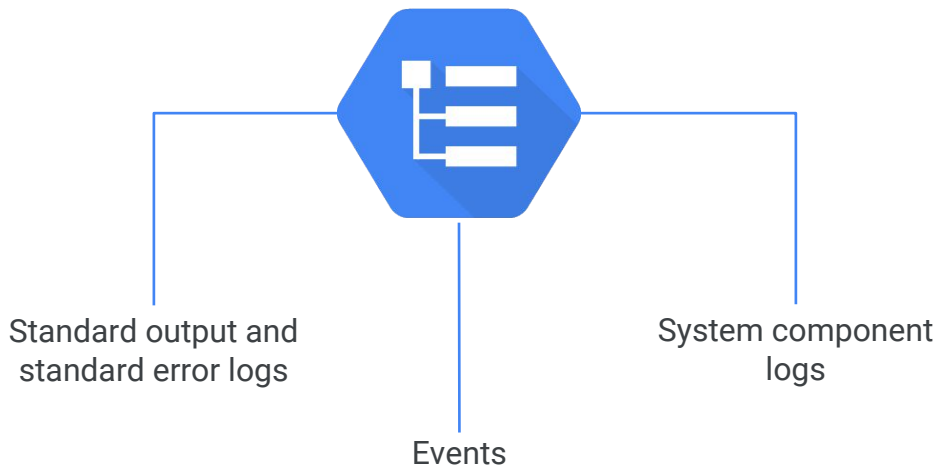 Standard output and
standard error logs
Events
System component
logs